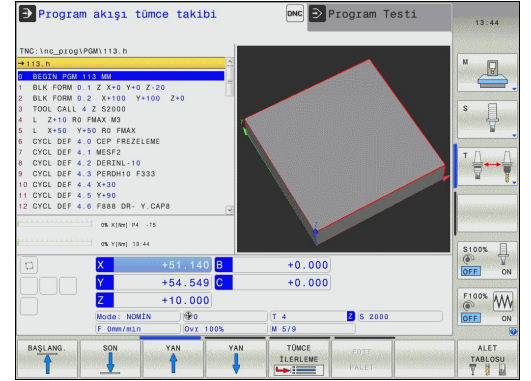 Program akışı tümce takibi
DNC
Program Testi
13:44
TNC:\nc_prog\PGM\113.h
→113.h
0 BEGIN PGM 113 MM
1 BLK FORM 0.1 Z X+0 Y+0 Z-20
2 BLK FORM 0.2 X+100 Y+100 Z+0
3 TOOL CALL 4 Z S2000
4 L Z+10 R0 FMAX M3
5 L X+50 Y+50 R0 FMAX
6 CYCL DEF 4.0 CEP FREZELEME
7 CYCL DEF 4.1 MESF2
8 CYCL DEF 4.2 DERINL-10
9 CYCL DEF 4.3 PERDH10 F333
10 CYCL DEF 4.4 X+30
11 CYCL DEF 4.5 Y+90
12 CYCL DEF 4.6 F888 DR- Y.CAP8
0% X[Nm] P4 -T5
0% Y[Nm] 13:44
X +51.140 B +0.000
Y +54.549 C +0.000
Z +10.000
Mode: NOMİN 0 T 4 Z S 2000
F 0mm/min Ovr 100% M 5/9
M
S
T
S100%
OFF ON
F100%
OFF ON
BAŞLANG.
SON
YAN
YAN
TÜMCE İLERLEME
EDIT PALET
ALET TABLOSU